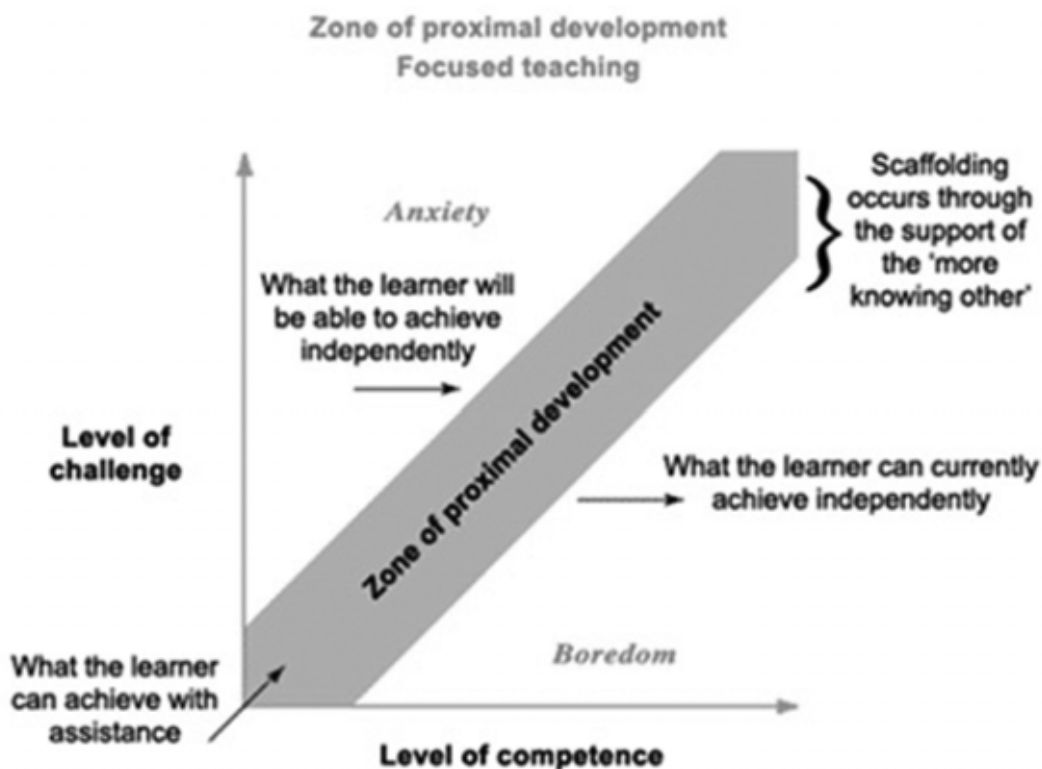 Zone of proximal development
Focused teaching
Anxiety
Scaffolding
occurs through
the support of
the ‘more
knowing other’
What the learner will
be able to achieve
independently
Zone of proximal development
Level of
challenge
What the learner can currently
achieve independently
Boredom
What the learner
can achieve with
assistance
Level of competence